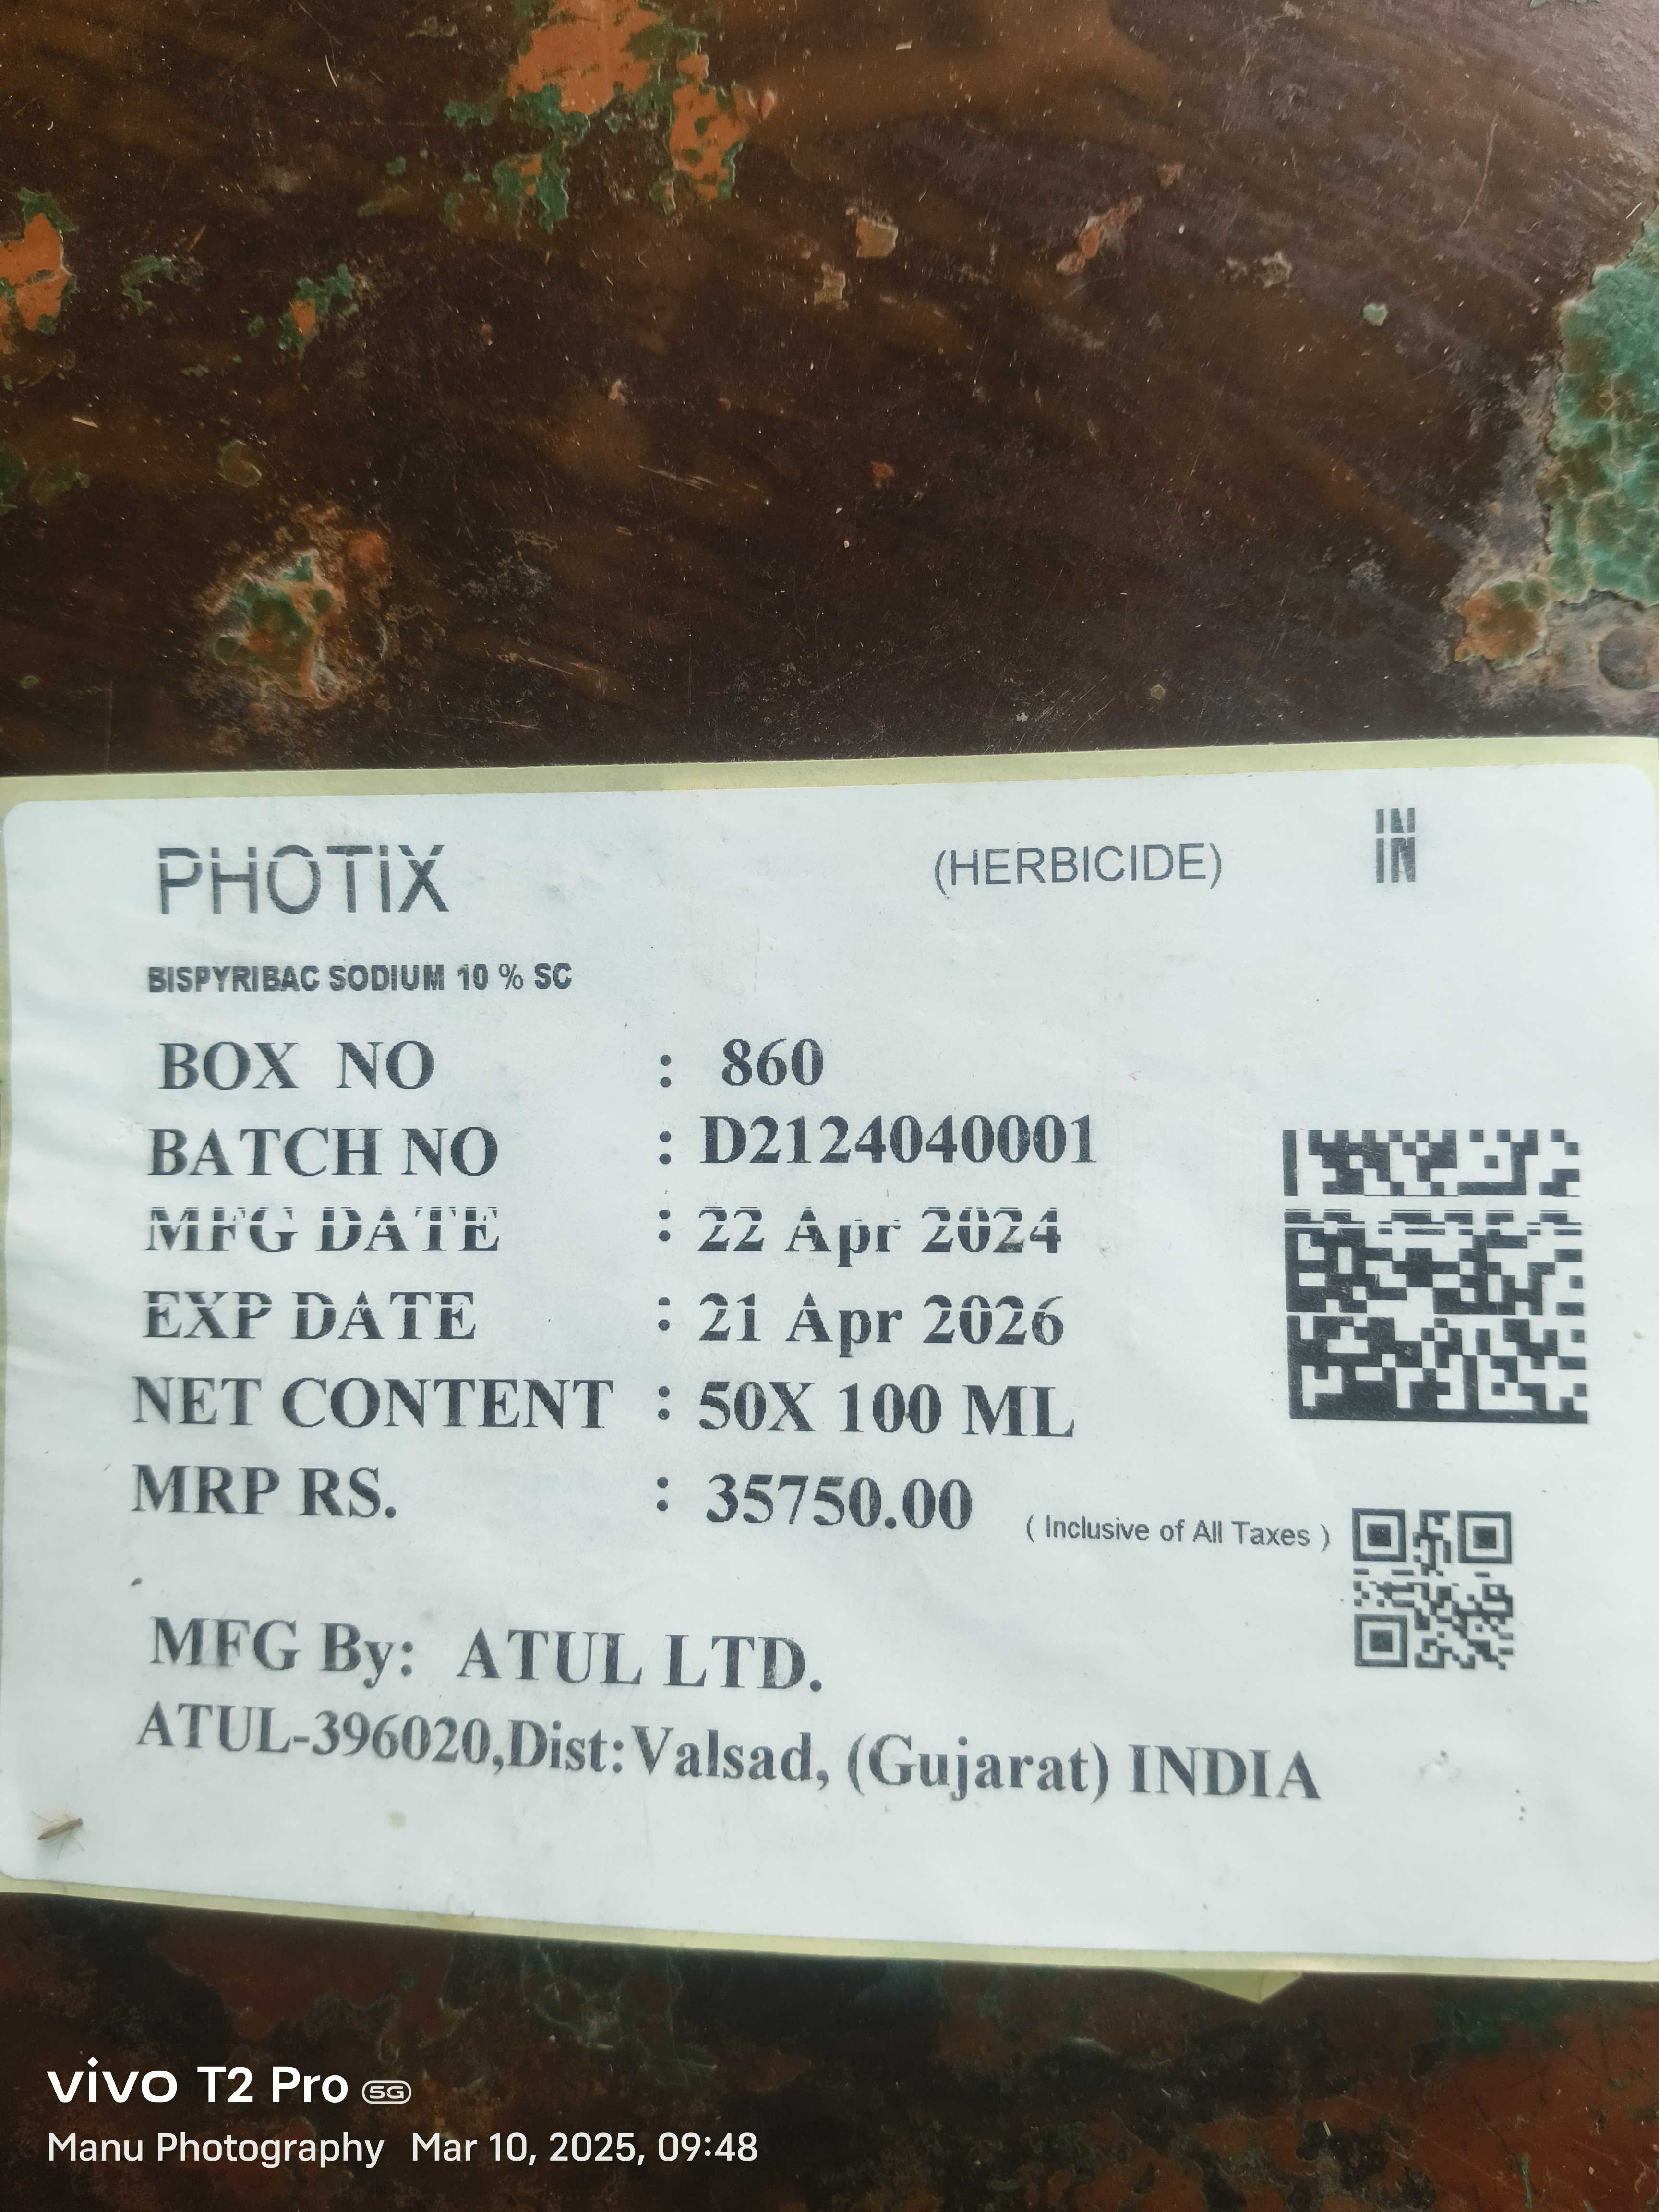 PHOTIX (HERBICIDE) IN
IN
BISPYRIBAC SODIUM 10 % SC
BOX NO : 860
BATCH NO : D2124040001
MFG DATE : 22 Apr 2024
EXP DATE : 21 Apr 2026
NET CONTENT : 50X 100 ML
MRP RS. : 35750.00 ( Inclusive of All Taxes )
MFG By: ATUL LTD.
ATUL-396020,Dist:Valsad, (Gujarat) INDIA
vivo T2 Pro 5G
Manu Photography Mar 10, 2025, 09:48